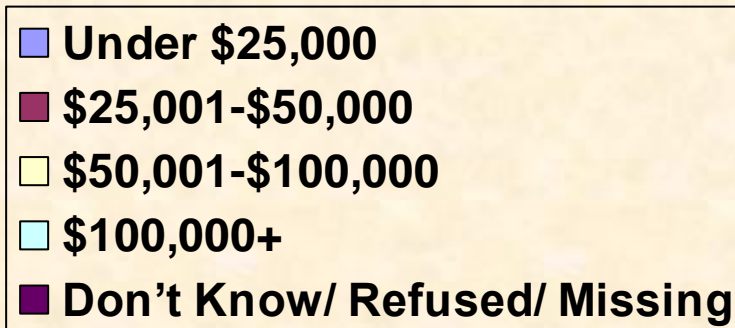 Under $25,000
$25,001-$50,000
$50,001-$100,000
$100,000+
Don’t Know/ Refused/ Missing